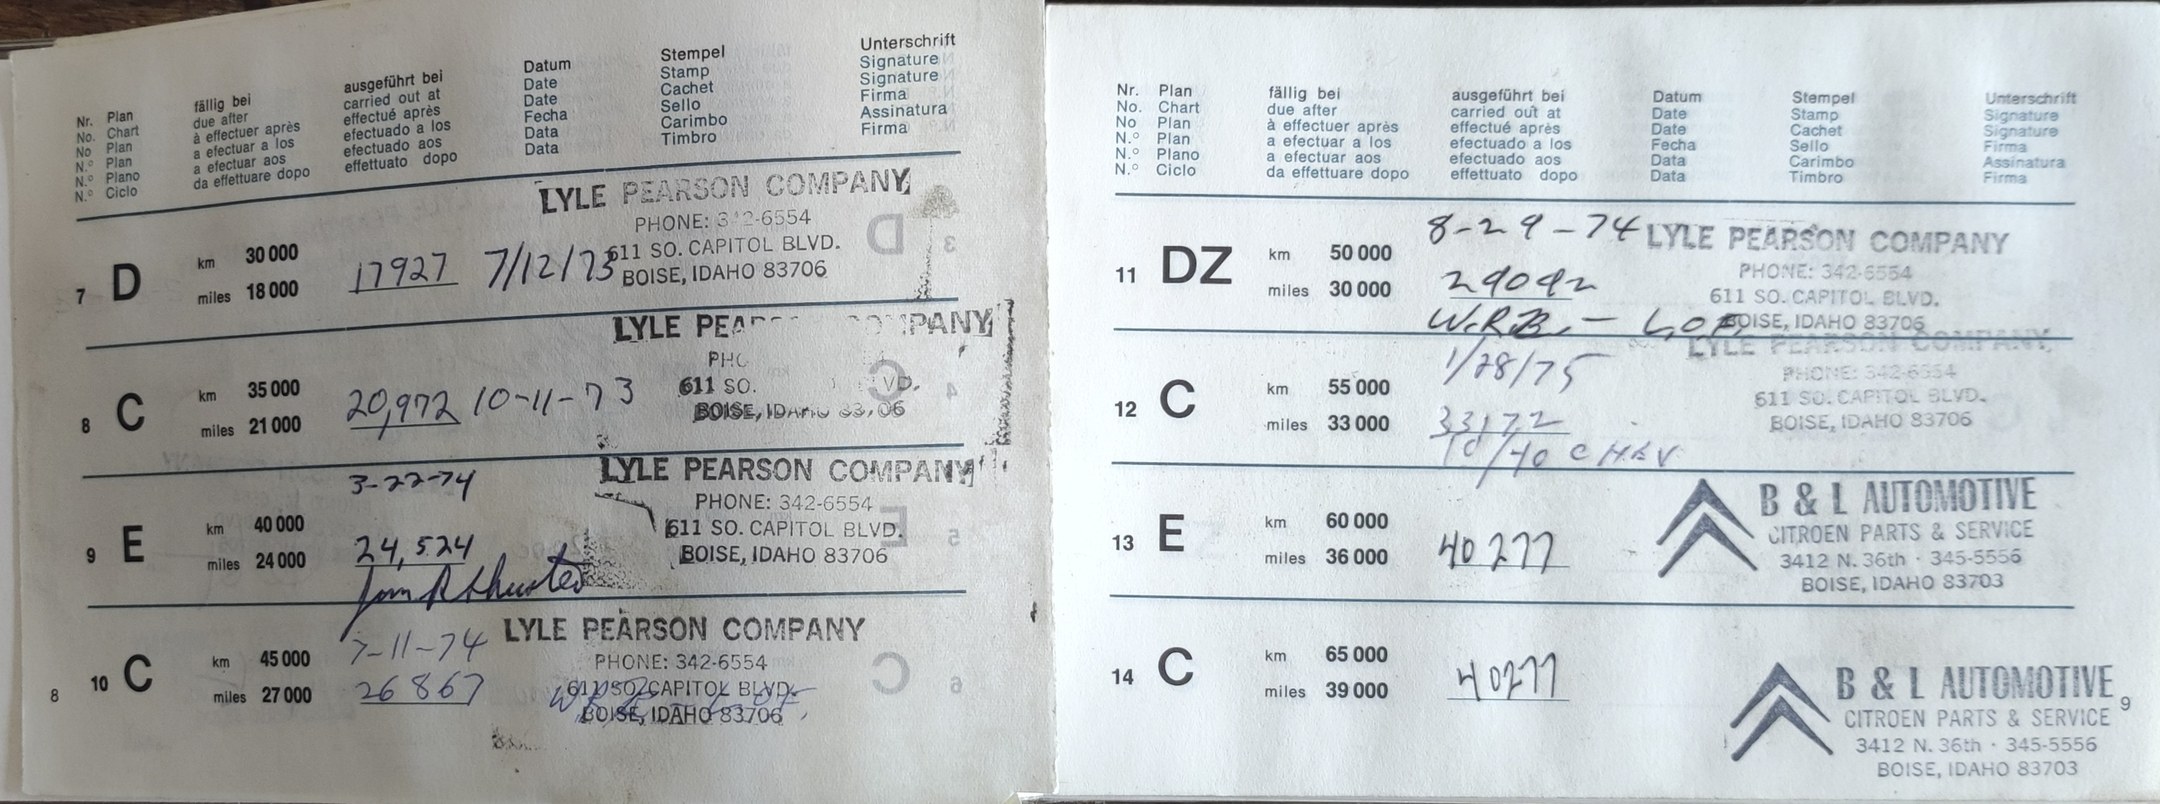 Nr. Plan fällig bei ausgeführt bei Datum Stempel Unterschrift
No. Chart due after carried out at Date Stamp Signature
No Plan à effectuer après effectué après Date Cachet Signature
N.º Plan a efectuar a los efectuado a los Fecha Sello Firma
N.º Plano a efectuar aos efectuado aos Data Carimbo Assinatura
N.º Ciclo da effettuare dopo effettuato dopo Data Timbro Firma
LYLE PEARSON COMPANY
PHONE: 342-6554
7 D km 30 000 17927 7/12/73 611 SO. CAPITOL BLVD.
miles 18 000 BOISE, IDAHO 83706
LYLE PEARSON COMPANY
8 C km 35 000 20,972 10-11-73 611 SO. BLVD.
miles 21 000 BOISE, IDAHO 83706
3-22-74 LYLE PEARSON COMPANY
PHONE: 342-6554
9 E km 40 000 24,524 611 SO. CAPITOL BLVD.
miles 24 000 BOISE, IDAHO 83706
7-11-74 LYLE PEARSON COMPANY
PHONE: 342-6554
10 C km 45 000 26867 611 SO. CAPITOL BLVD.
miles 27 000 BOISE, IDAHO 83706
8
Nr. Plan fällig bei ausgeführt bei Datum Stempel Unterschrift
No. Chart due after carried out at Date Stamp Signature
No Plan à effectuer après effectué après Date Cachet Signature
N.º Plan a efectuar a los efectuado a los Fecha Sello Firma
N.º Plano a efectuar aos efectuado aos Data Carimbo Assinatura
N.º Ciclo da effettuare dopo effettuato dopo Data Timbro Firma
8-29-74 LYLE PEARSON COMPANY
PHONE: 342-6554
11 DZ km 50 000 29092 611 SO. CAPITOL BLVD.
miles 30 000 W.R.B. - L.O.F. BOISE, IDAHO 83706
1/28/75 LYLE PEARSON COMPANY
PHONE: 342-6554
12 C km 55 000 33172 611 SO. CAPITOL BLVD.
miles 33 000 10/40 BOISE, IDAHO 83706
B & L AUTOMOTIVE
CITROEN PARTS & SERVICE
13 E km 60 000 40277 3412 N. 36th · 345-5556
miles 36 000 BOISE, IDAHO 83703
14 C km 65 000 40277 B & L AUTOMOTIVE
miles 39 000 CITROEN PARTS & SERVICE
3412 N. 36th · 345-5556
BOISE, IDAHO 83703
9